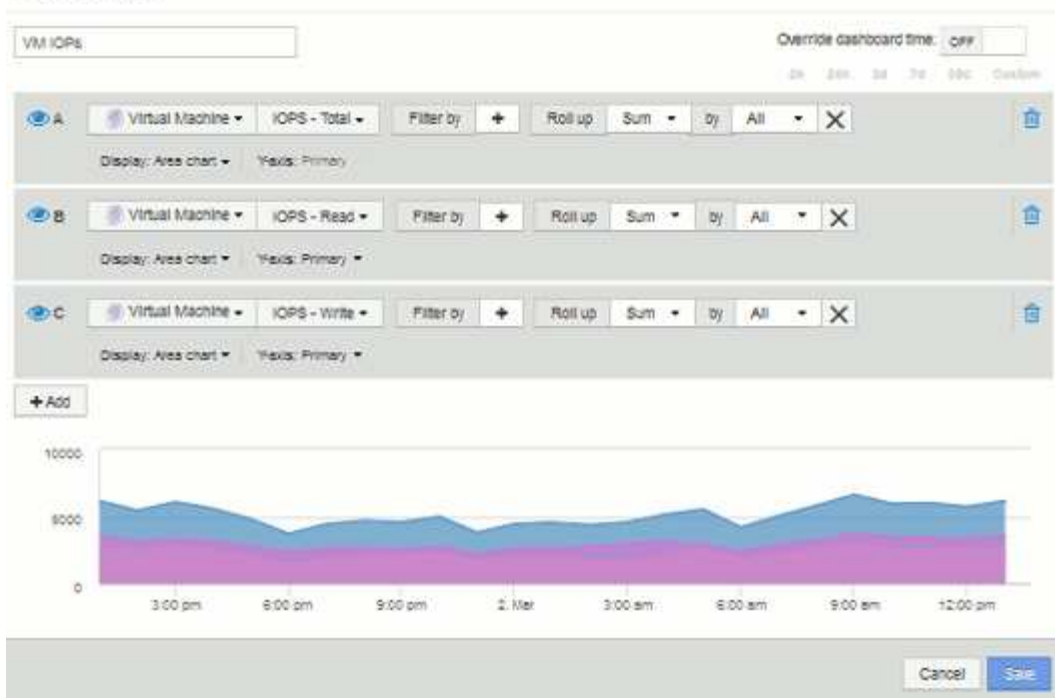 VM IOPs
Override dashboard time: OFF
3d 7d Custom
A Virtual Machine IOPS - Total Filter by + Roll up Sum by All
Display: Area chart Y-axis: Primary
B Virtual Machine IOPS - Read Filter by + Roll up Sum by All
Display: Area chart Y-axis: Primary
C Virtual Machine IOPS - Write Filter by + Roll up Sum by All
Display: Area chart Y-axis: Primary
+ Add
10000
5000
0
3:00 pm 6:00 pm 9:00 pm 2. Mar 3:00 am 6:00 am 9:00 am 12:00 pm
Cancel Save